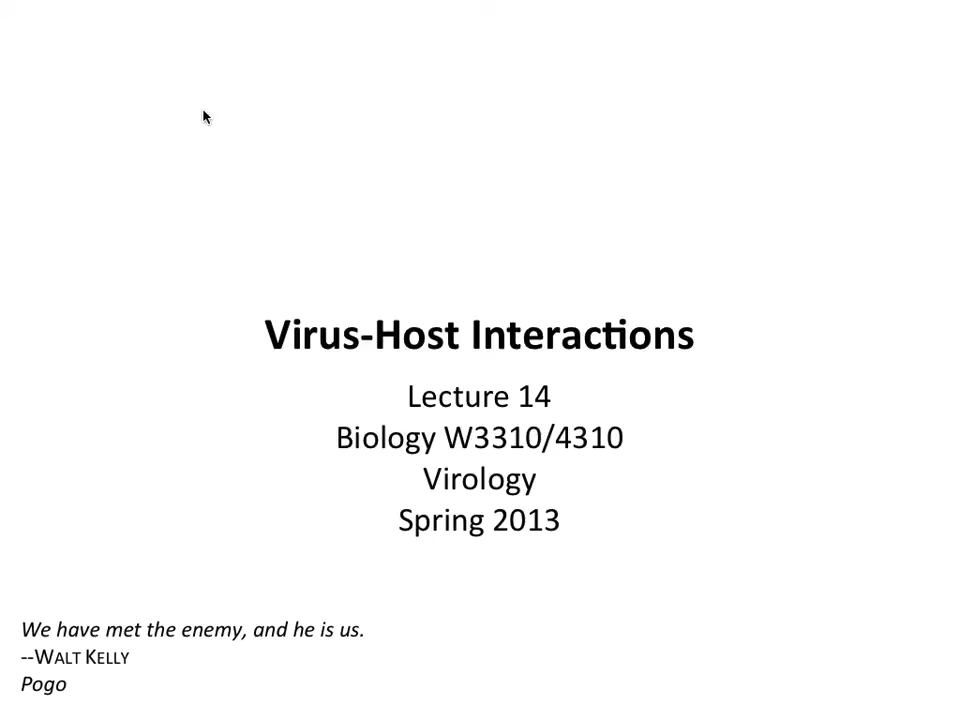 Virus-Host Interactions
Lecture 14
Biology W3310/4310
Virology
Spring 2013
We have met the enemy, and he is us.
--WALT KELLY
Pogo